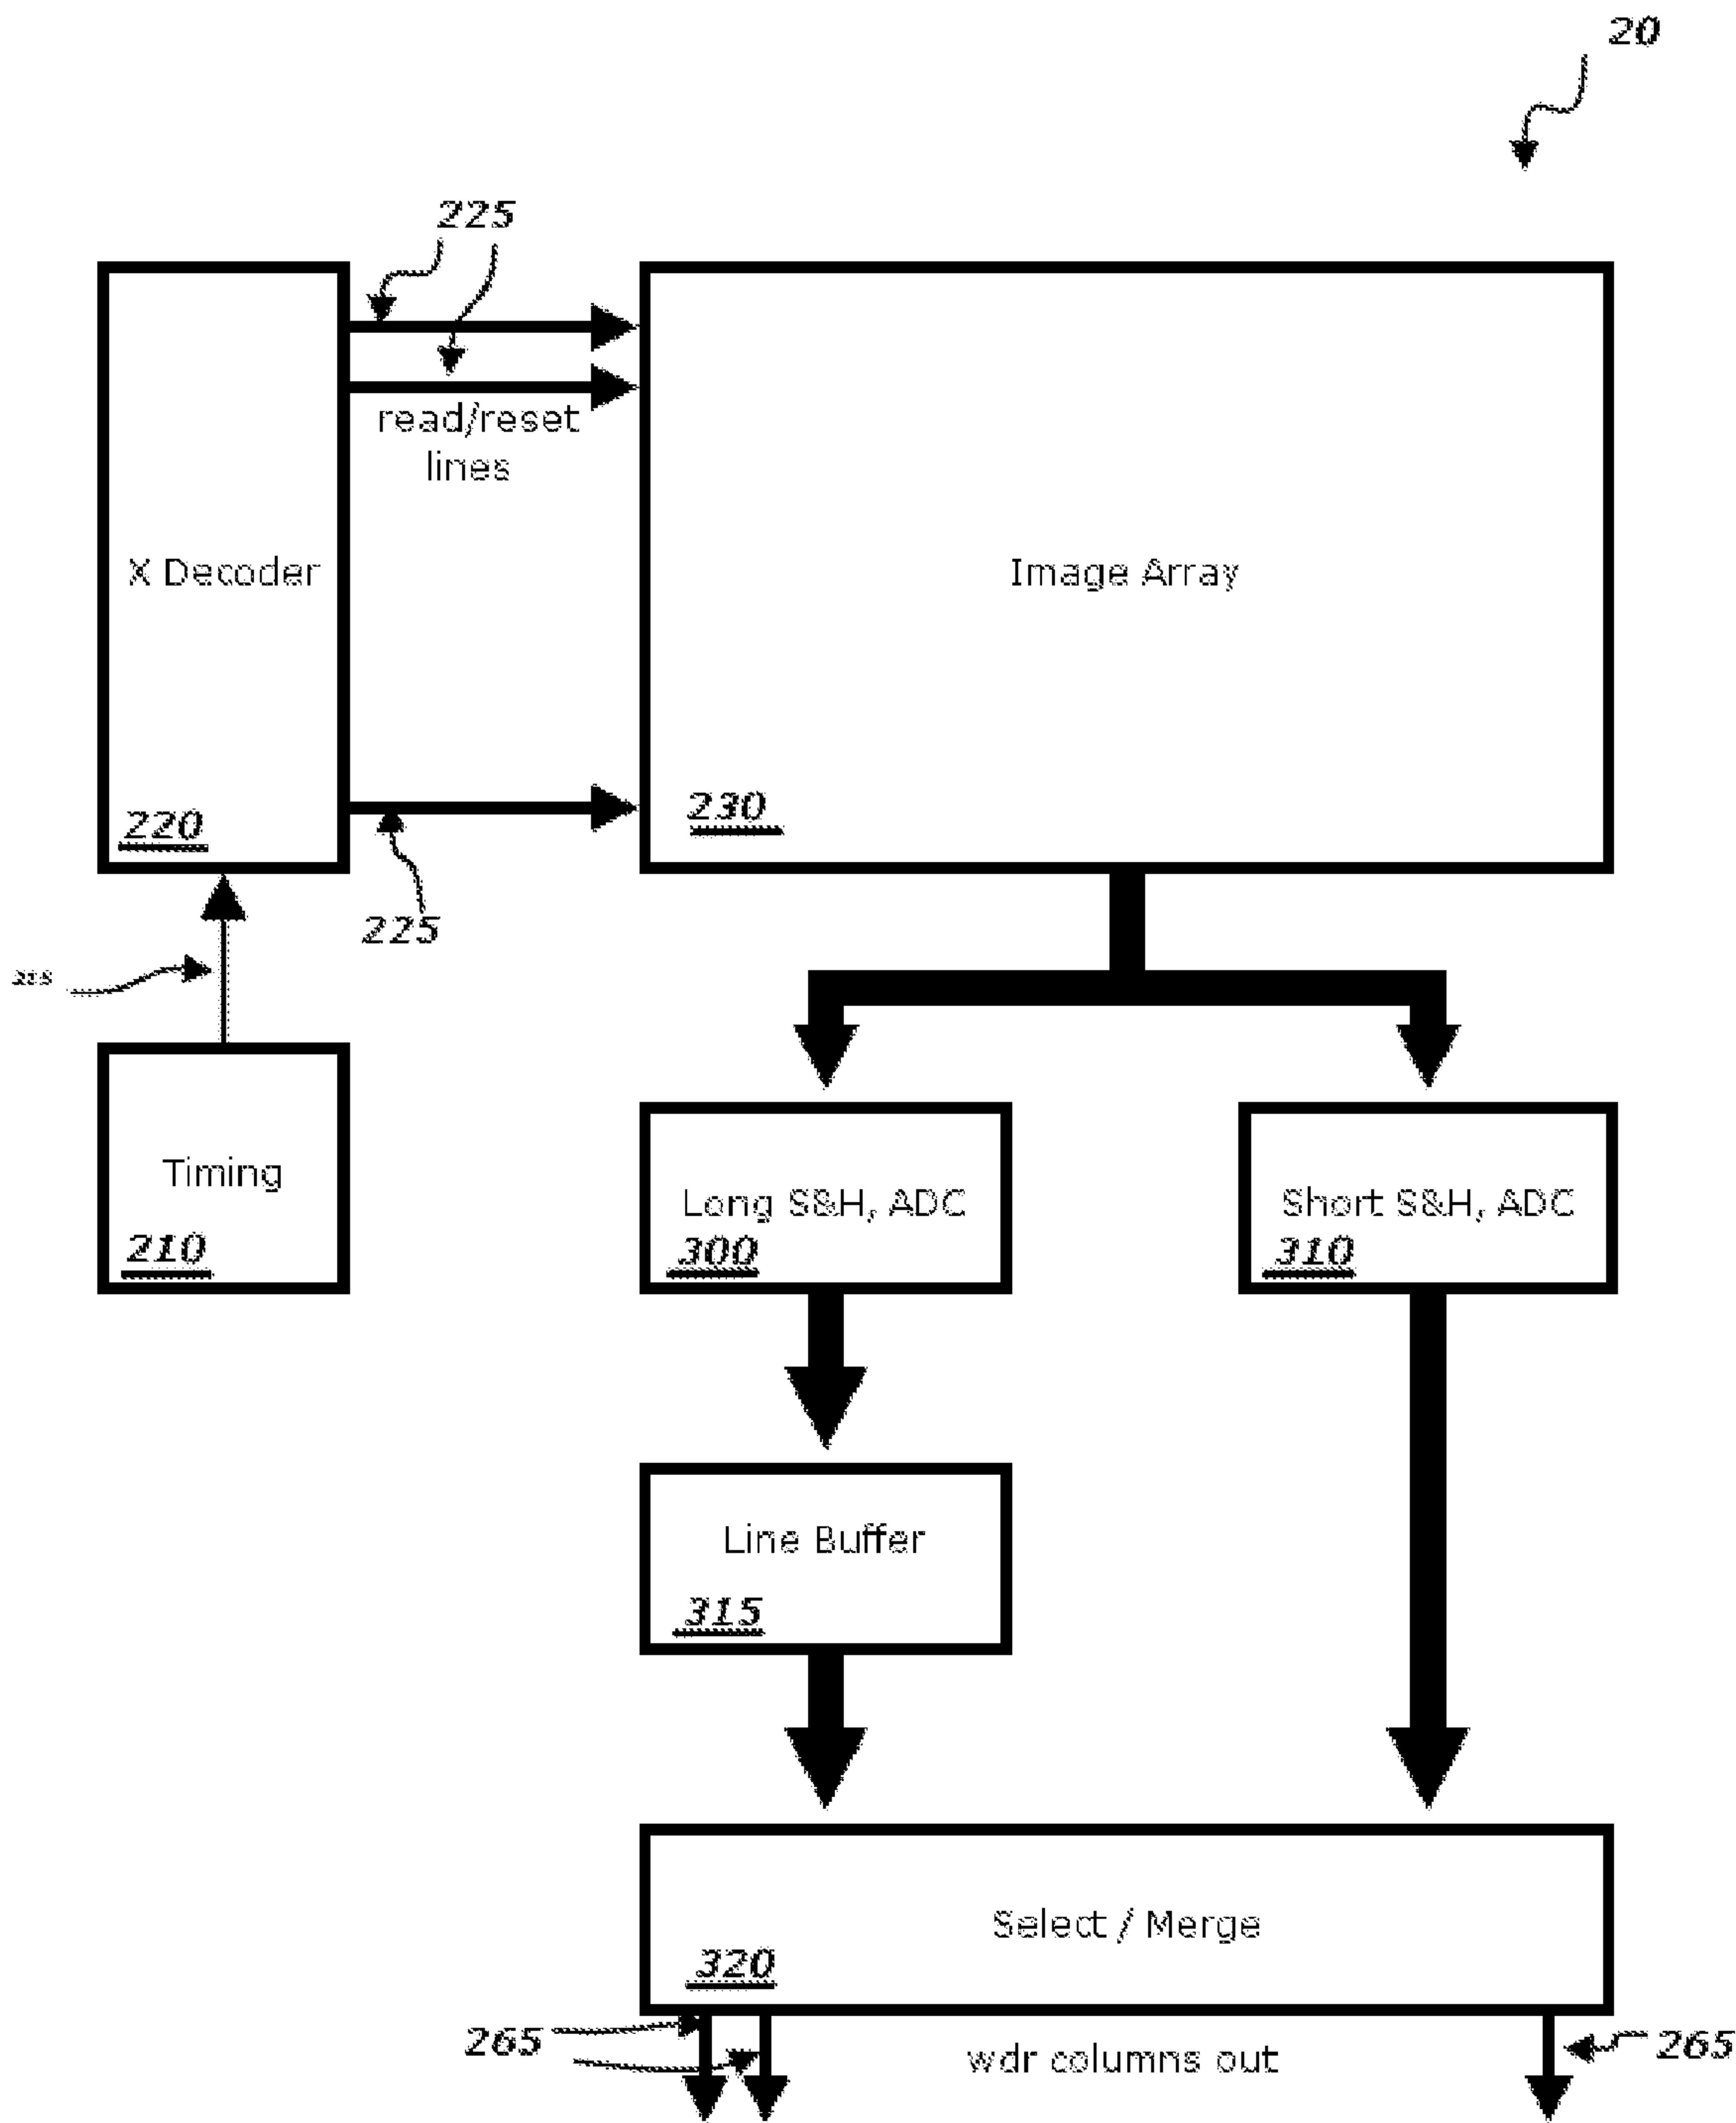 20
225
read/reset
lines
X Decoder
Image Array
220
230
225
Timing
210
Long S&H, ADC
300
Short S&H, ADC
310
Line Buffer
315
Select / Merge
320
265
wdr columns out
265